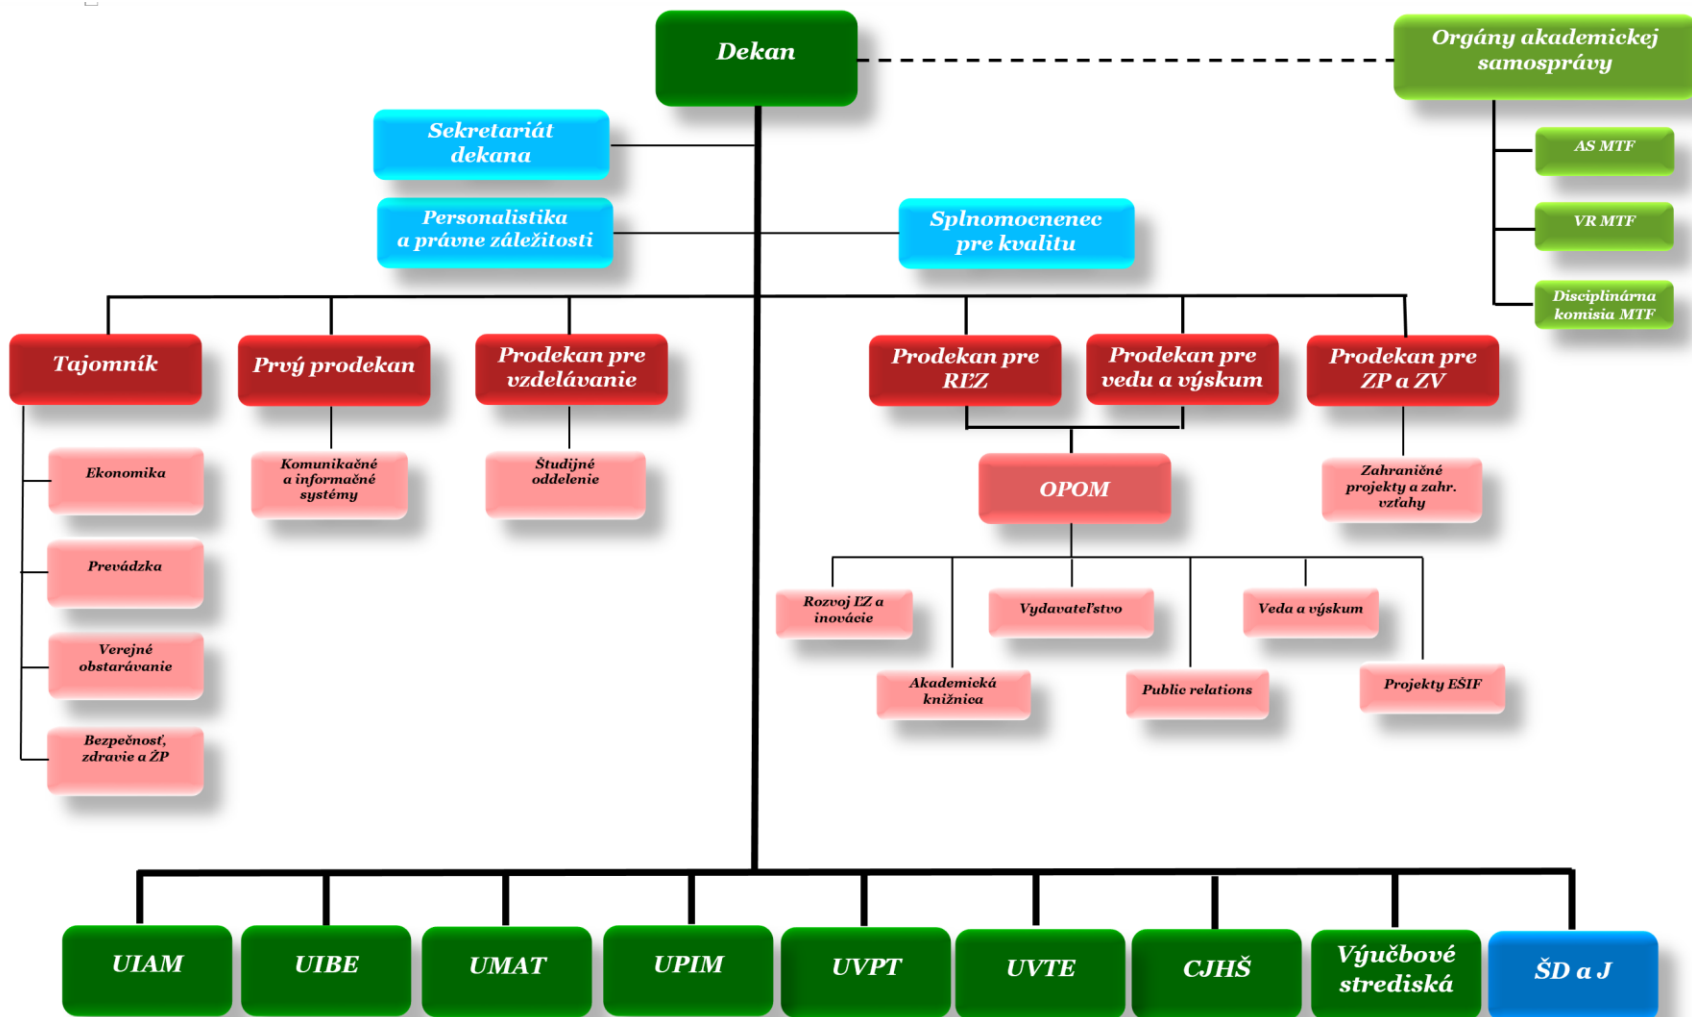 Dekan
Orgány akademickej
samosprávy
Sekretariát
dekana
AS MTF
Personalistika
a právne záležitosti
Splnomocnenec
pre kvalitu
VR MTF
Disciplinárna
komisia MTF
Tajomník
Prvý prodekan
Prodekan pre
vzdelávanie
Prodekan pre
RĽZ
Prodekan pre
vedu a výskum
Prodekan pre
ZP a ZV
Ekonomika
Komunikačné
a informačné
systémy
Študijné
oddelenie
OPOM
Zahraničné
projekty a zahr.
vzťahy
Prevádzka
Rozvoj ĽZ a
inovácie
Vydavateľstvo
Veda a výskum
Verejné
obstarávanie
Akademická
knižnica
Public relations
Projekty EŠIF
Bezpečnosť,
zdravie a ŽP
UIAM
UIBE
UMAT
UPIM
UVPT
UVTE
CJHŠ
Výučbové
strediská
ŠD a J